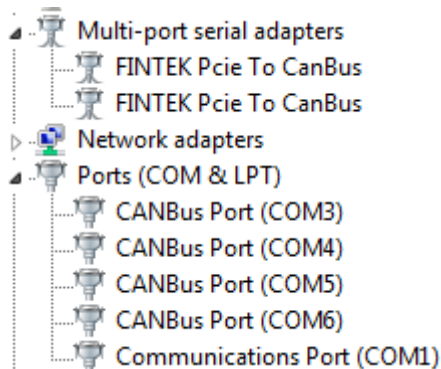 Multi-port serial adapters
FINTEK Pcie To CanBus
FINTEK Pcie To CanBus
Network adapters
Ports (COM & LPT)
CANBus Port (COM3)
CANBus Port (COM4)
CANBus Port (COM5)
CANBus Port (COM6)
Communications Port (COM1)